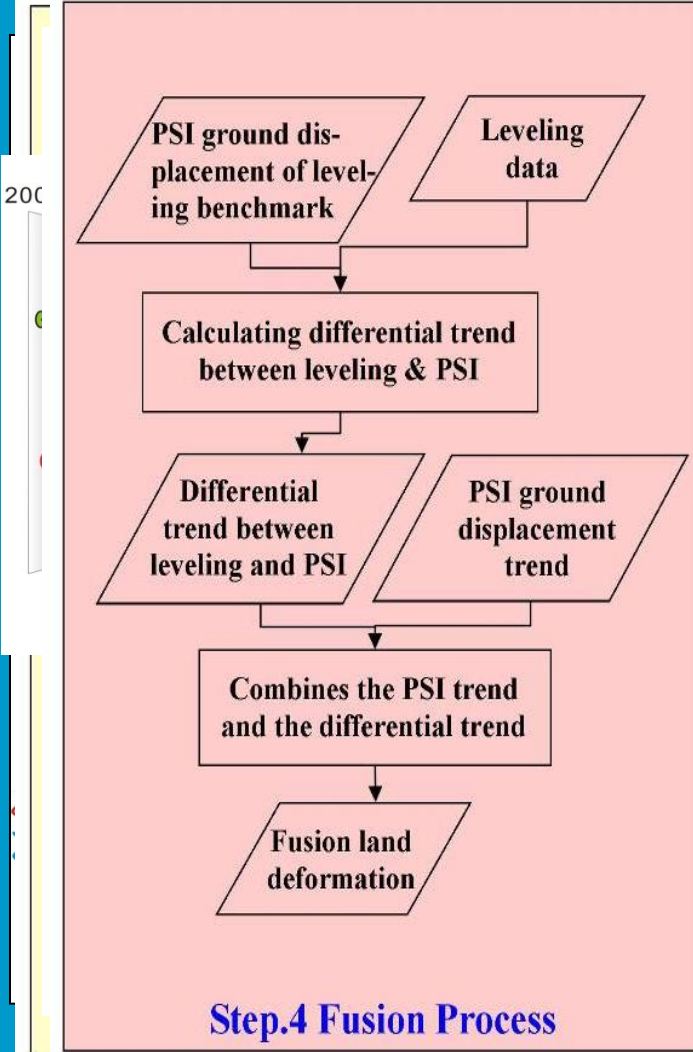 PSI ground dis-
placement of level-
ing benchmark
Leveling
data
200
Calculating differential trend
between leveling & PSI
Differential
trend between
leveling and PSI
PSI ground
displacement
trend
Combines the PSI trend
and the differential trend
Fusion land
deformation
Step.4 Fusion Process